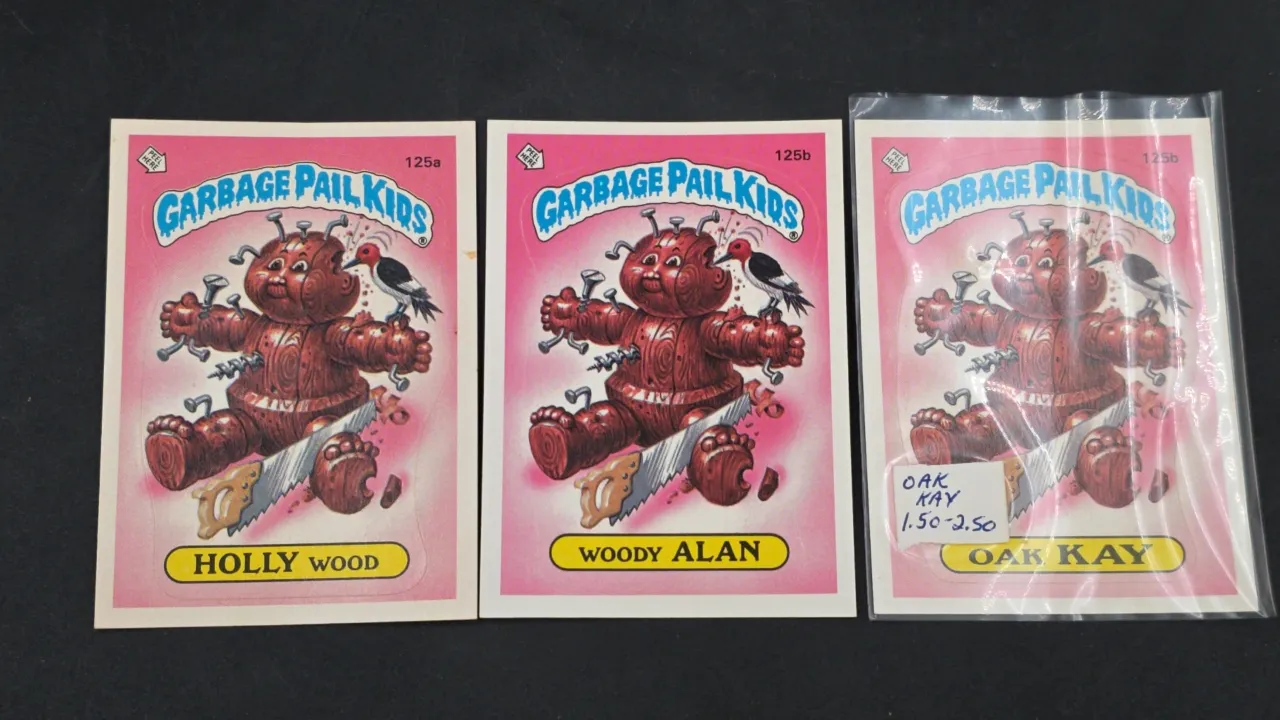 PEEL HERE
125a
GARBAGE PAIL KIDS®
HOLLY WOOD
PEEL HERE
125b
GARBAGE PAIL KIDS®
WOODY ALAN
PEEL HERE
125b
GARBAGE PAIL KIDS®
OAK
KAY
1.50-2.50
OAK KAY